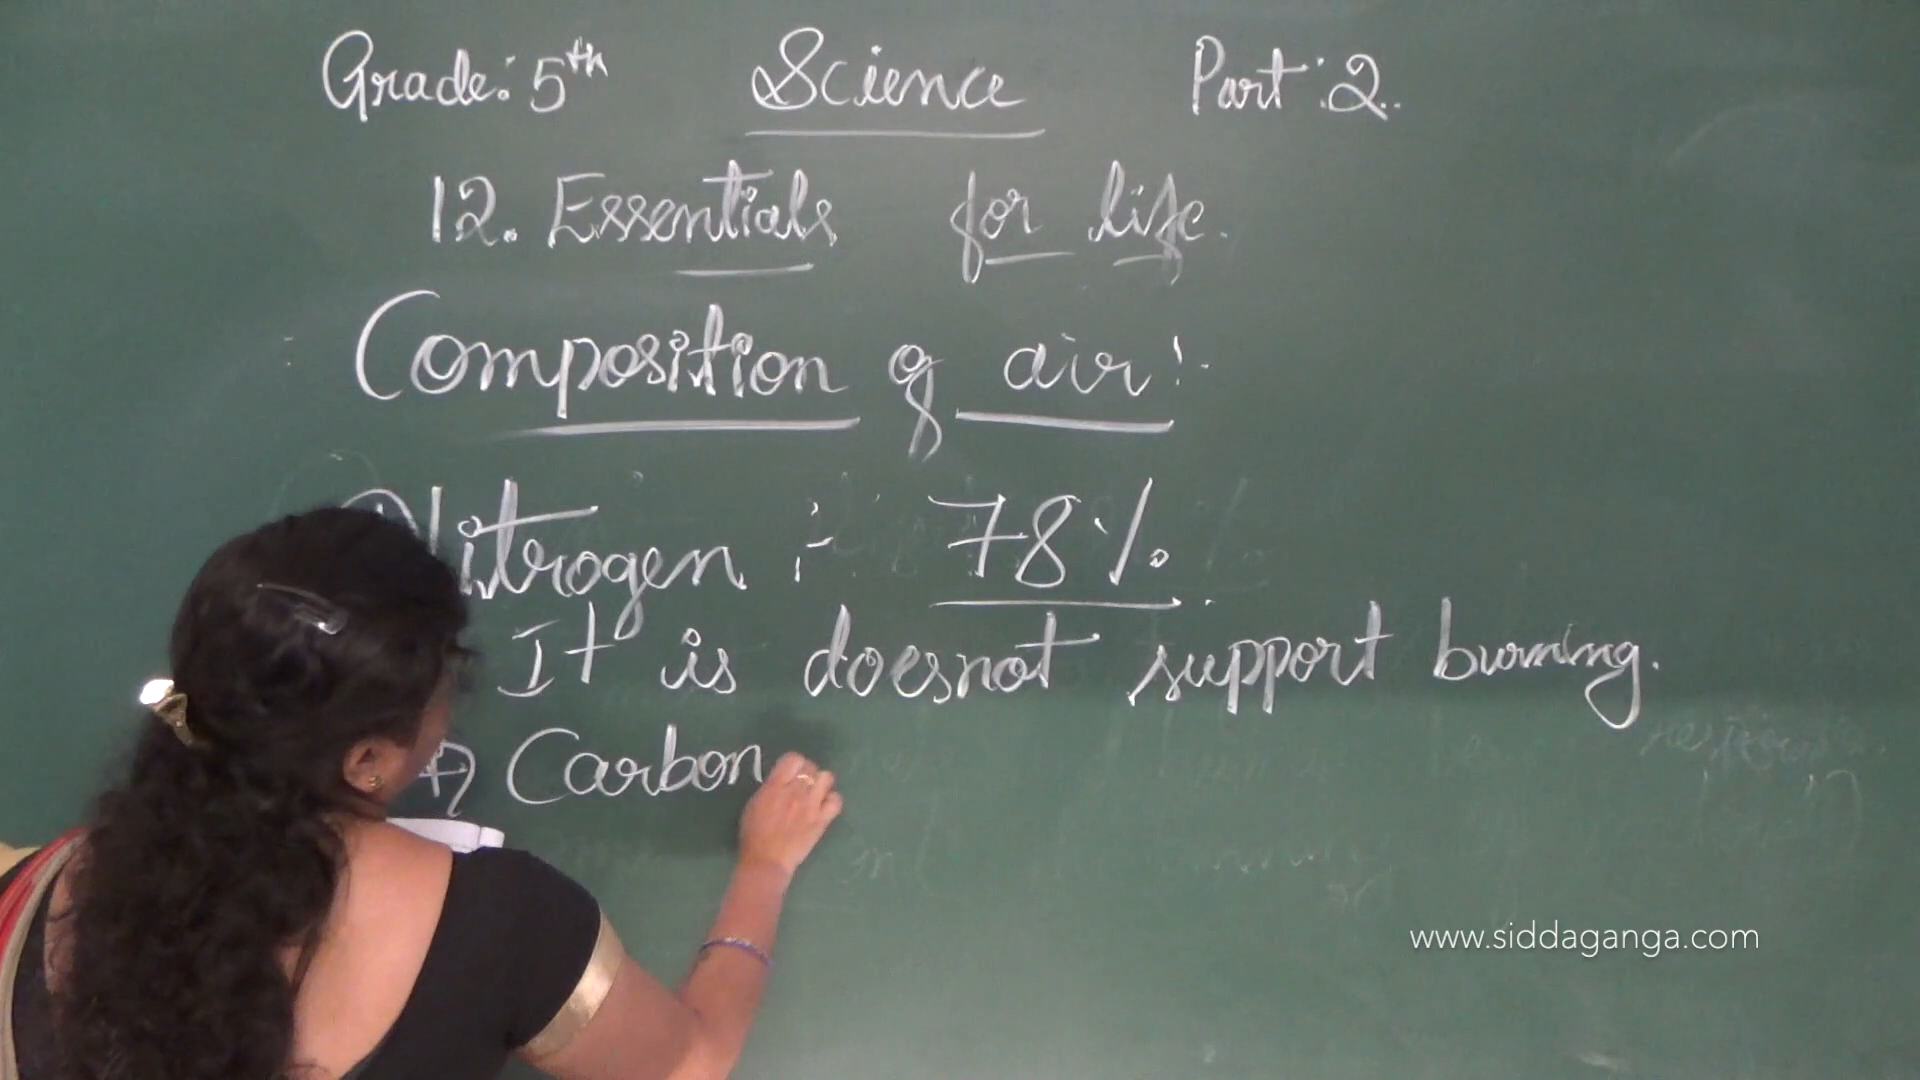 Grade: 5th Science Part: 2.
12. Essentials for life.
Composition of air:-
Nitrogen :- 78%.
It is doesnot support burning.
Carbon
www.siddaganga.com